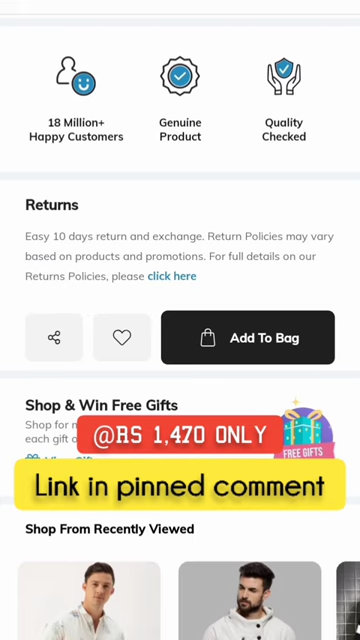 18 Million+
Happy Customers
Genuine
Product
Quality
Checked
Returns
Easy 10 days return and exchange. Return Policies may vary
based on products and promotions. For full details on our
Returns Policies, please click here
Add To Bag
Shop & Win Free Gifts
Shop for
each gift a
@RS 1,470 ONLY
FREE GIFTS
Link in pinned comment
Shop From Recently Viewed